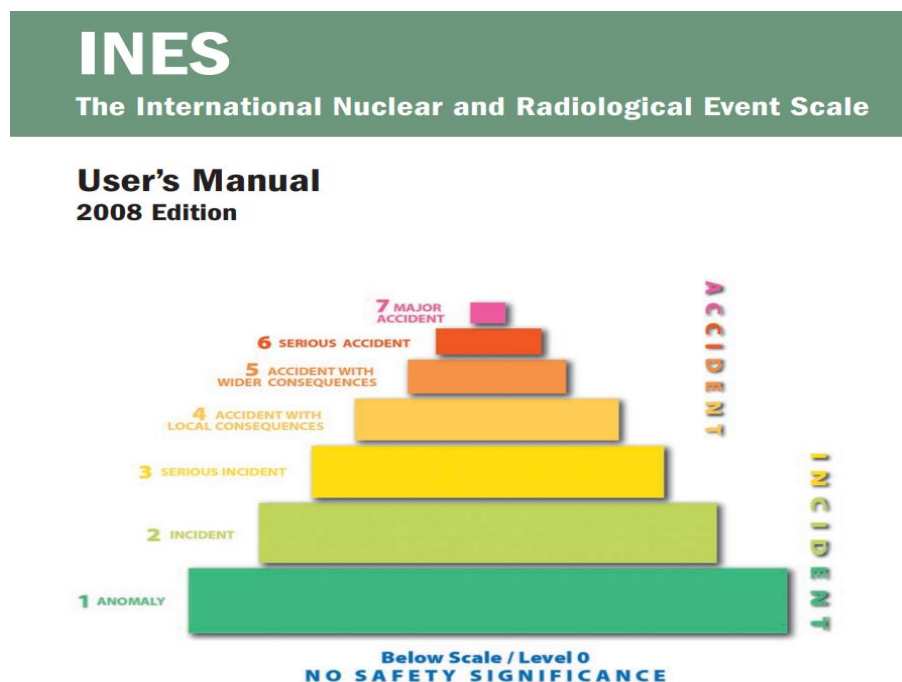 INES
The International Nuclear and Radiological Event Scale
User's Manual
2008 Edition
7 MAJOR
ACCIDENT
6 SERIOUS ACCIDENT
5 ACCIDENT WITH
WIDER CONSEQUENCES
4 ACCIDENT WITH
LOCAL CONSEQUENCES
3 SERIOUS INCIDENT
2 INCIDENT
1 ANOMALY
ACCIDENT
INCIDENT
Below Scale / Level 0
NO SAFETY SIGNIFICANCE